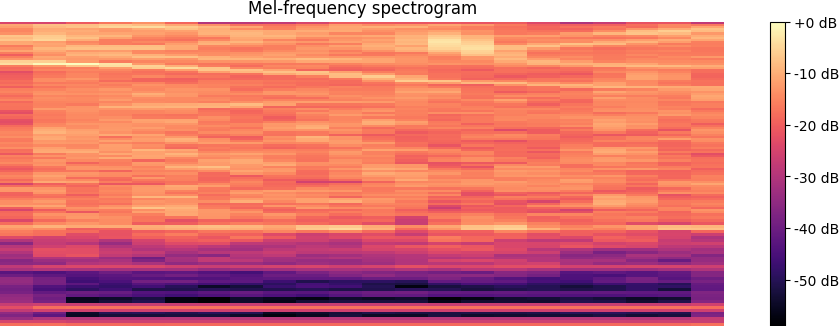 Mel-frequency spectrogram
+0 dB
-10 dB
-20 dB
-30 dB
-40 dB
-50 dB